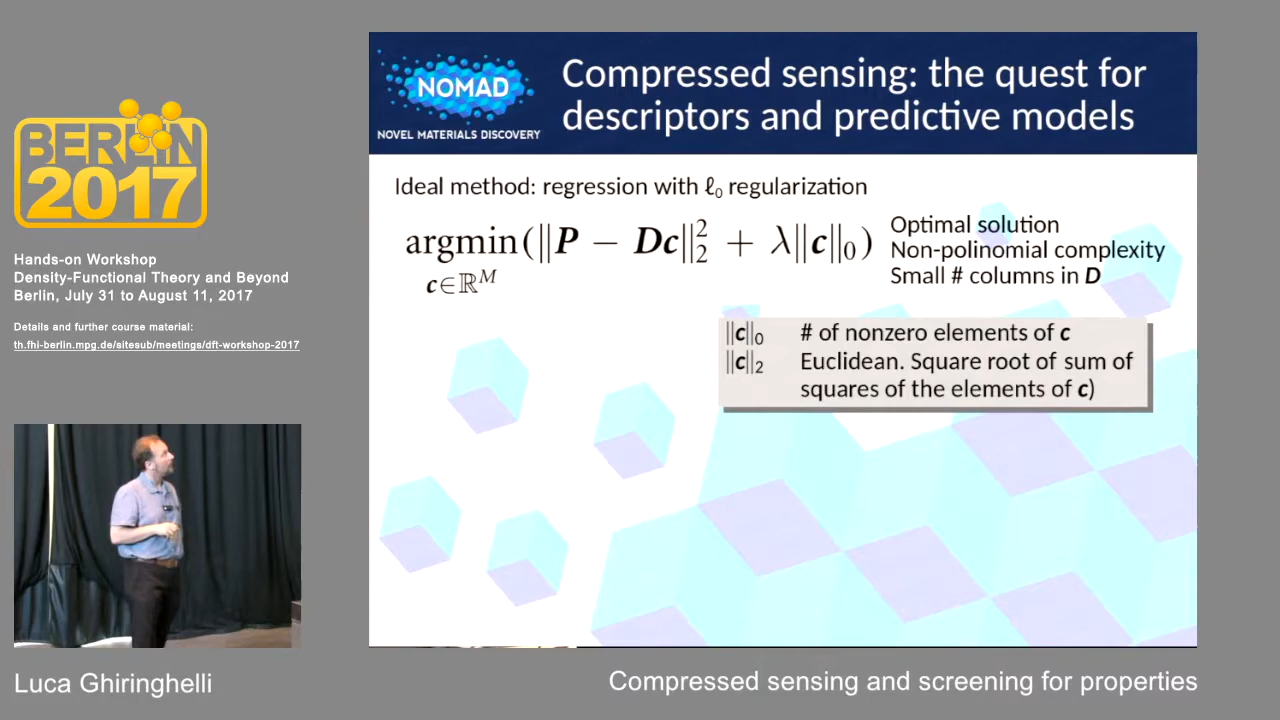 BERLIN
2017
Hands-on Workshop
Density-Functional Theory and Beyond
Berlin, July 31 to August 11, 2017
Details and further course material:
th.fhi-berlin.mpg.de/sitesub/meetings/dft-workshop-2017
Luca Ghiringhelli
NOMAD
NOVEL MATERIALS DISCOVERY
Compressed sensing: the quest for
descriptors and predictive models
Ideal method: regression with ℓ₀ regularization
argmin(‖P − Dc‖₂² + λ‖c‖₀)
c∈ℝᴹ
Optimal solution
Non-polinomial complexity
Small # columns in D
‖c‖₀ # of nonzero elements of c
‖c‖₂ Euclidean. Square root of sum of
squares of the elements of c)
Compressed sensing and screening for properties